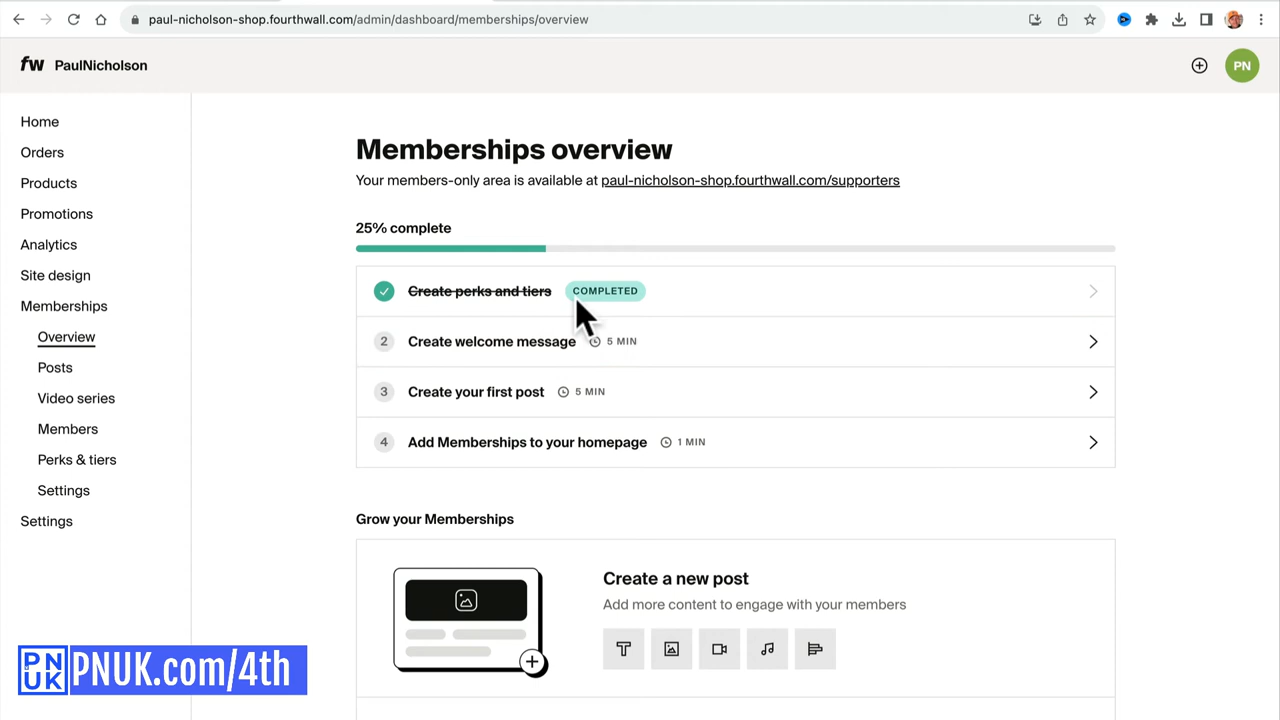 paul-nicholson-shop.fourthwall.com/admin/dashboard/memberships/overview
fw PaulNicholson
PN
Home
Orders
Products
Promotions
Analytics
Site design
Memberships
Overview
Posts
Video series
Members
Perks & tiers
Settings
Settings
Memberships overview
Your members-only area is available at paul-nicholson-shop.fourthwall.com/supporters
25% complete
Create perks and tiers COMPLETED
2 Create welcome message 5 MIN
3 Create your first post 5 MIN
4 Add Memberships to your homepage 1 MIN
Grow your Memberships
Create a new post
Add more content to engage with your members
T
PN
UK
PNUK.com/4th